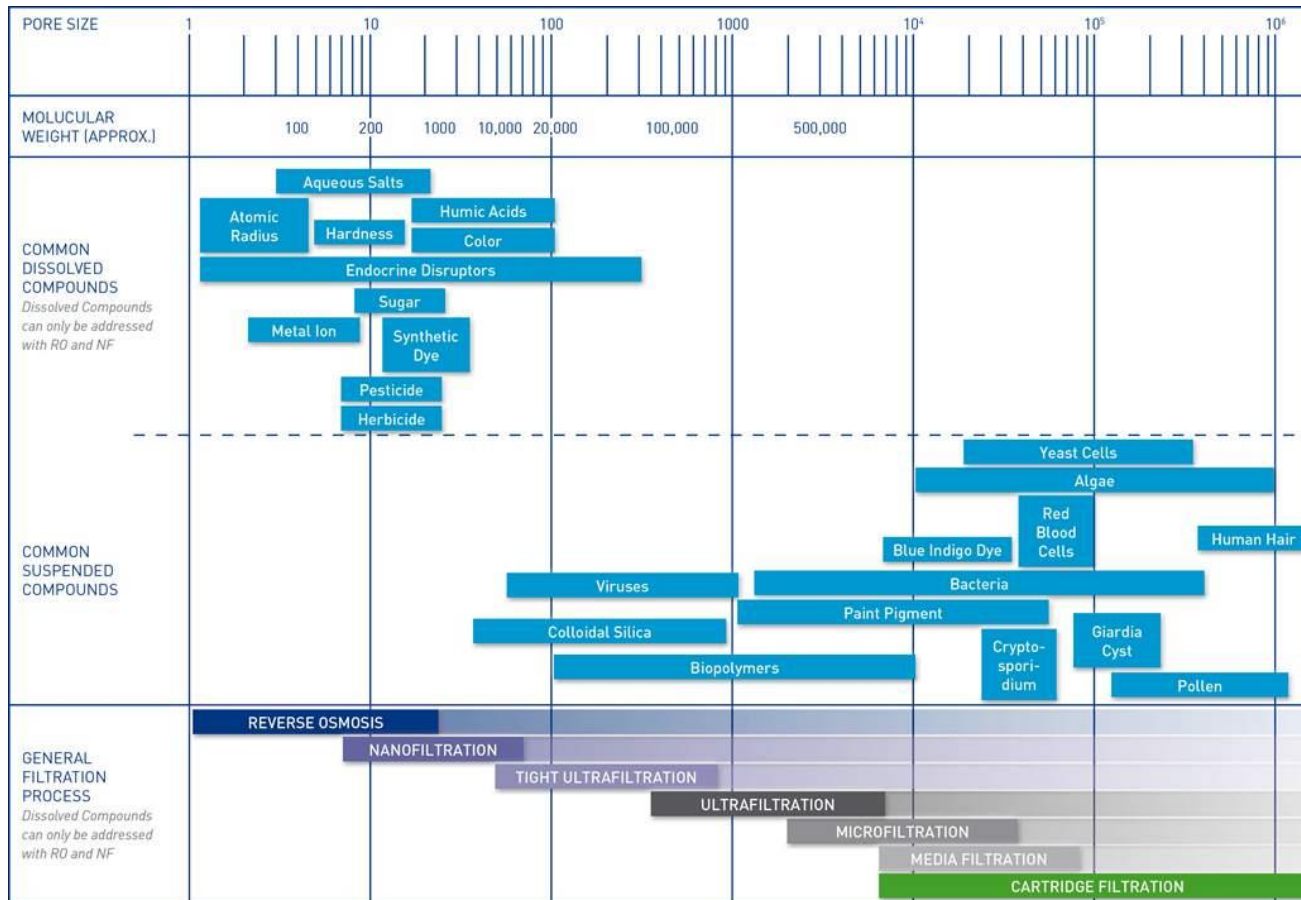 PORE SIZE 1 10 100 1000 10⁴ 10⁵ 10⁶
MOLUCULAR
WEIGHT (APPROX.)
100 200 1000 10,000 20,000 100,000 500,000
COMMON
DISSOLVED
COMPOUNDS
Dissolved Compounds
can only be addressed
with RO and NF
Aqueous Salts
Atomic
Radius
Humic Acids
Hardness
Color
Endocrine Disruptors
Sugar
Metal Ion
Synthetic
Dye
Pesticide
Herbicide
COMMON
SUSPENDED
COMPOUNDS
Yeast Cells
Algae
Red
Blood
Cells
Human Hair
Blue Indigo Dye
Viruses
Bacteria
Paint Pigment
Colloidal Silica
Giardia
Cyst
Crypto-
spori-
dium
Biopolymers
Pollen
GENERAL
FILTRATION
PROCESS
Dissolved Compounds
can only be addressed
with RO and NF
REVERSE OSMOSIS
NANOFILTRATION
TIGHT ULTRAFILTRATION
ULTRAFILTRATION
MICROFILTRATION
MEDIA FILTRATION
CARTRIDGE FILTRATION